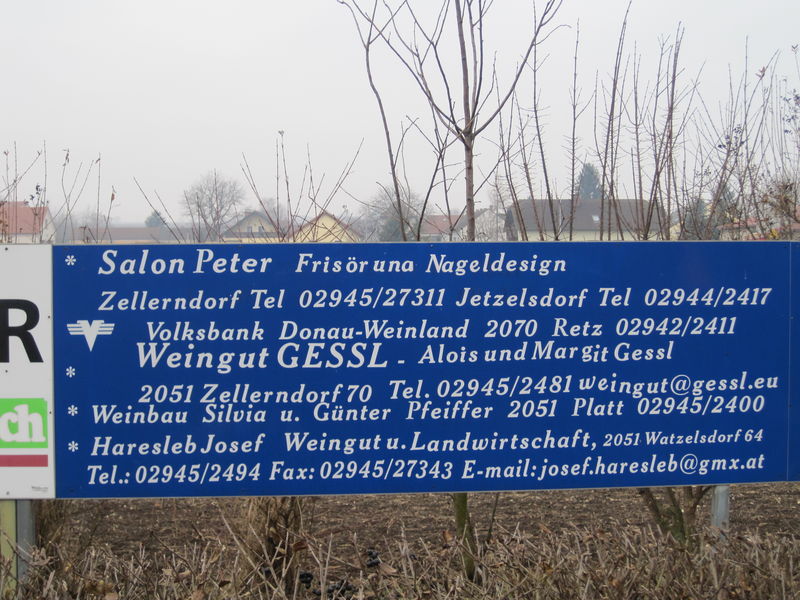 * Salon Peter Frisör una Nageldesign
Zellerndorf Tel 02945/27311 Jetzelsdorf Tel 02944/2417
Volksbank Donau-Weinland 2070 Retz 02942/2411
* Weingut GESSL - Alois und Margit Gessl
2051 Zellerndorf 70 Tel. 02945/2481 weingut@gessl.eu
* Weinbau Silvia u. Günter Pfeiffer 2051 Platt 02945/2400
* Haresleb Josef Weingut u. Landwirtschaft, 2051 Watzelsdorf 64
Tel.: 02945/2494 Fax: 02945/27343 E-mail: josef.haresleb@gmx.at
R
ch